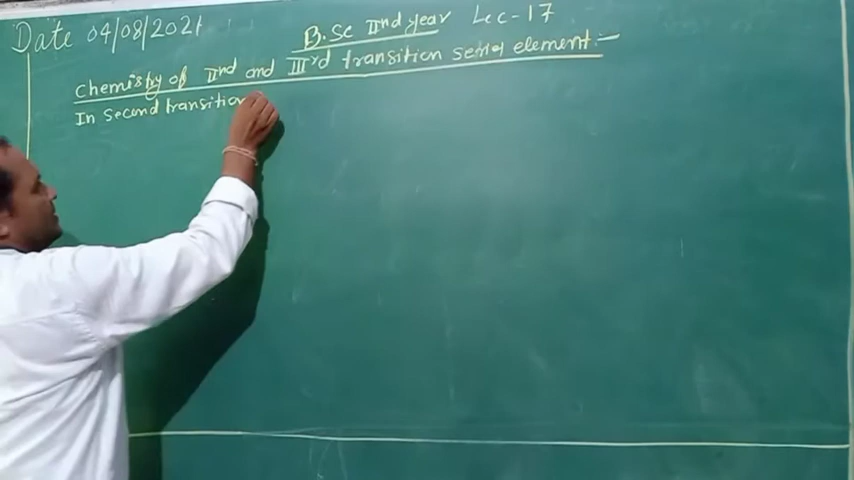 Date 04/08/2021
B.Sc IInd year Lec-17
Chemistry of IInd and IIIrd transition series element:-
In second transition